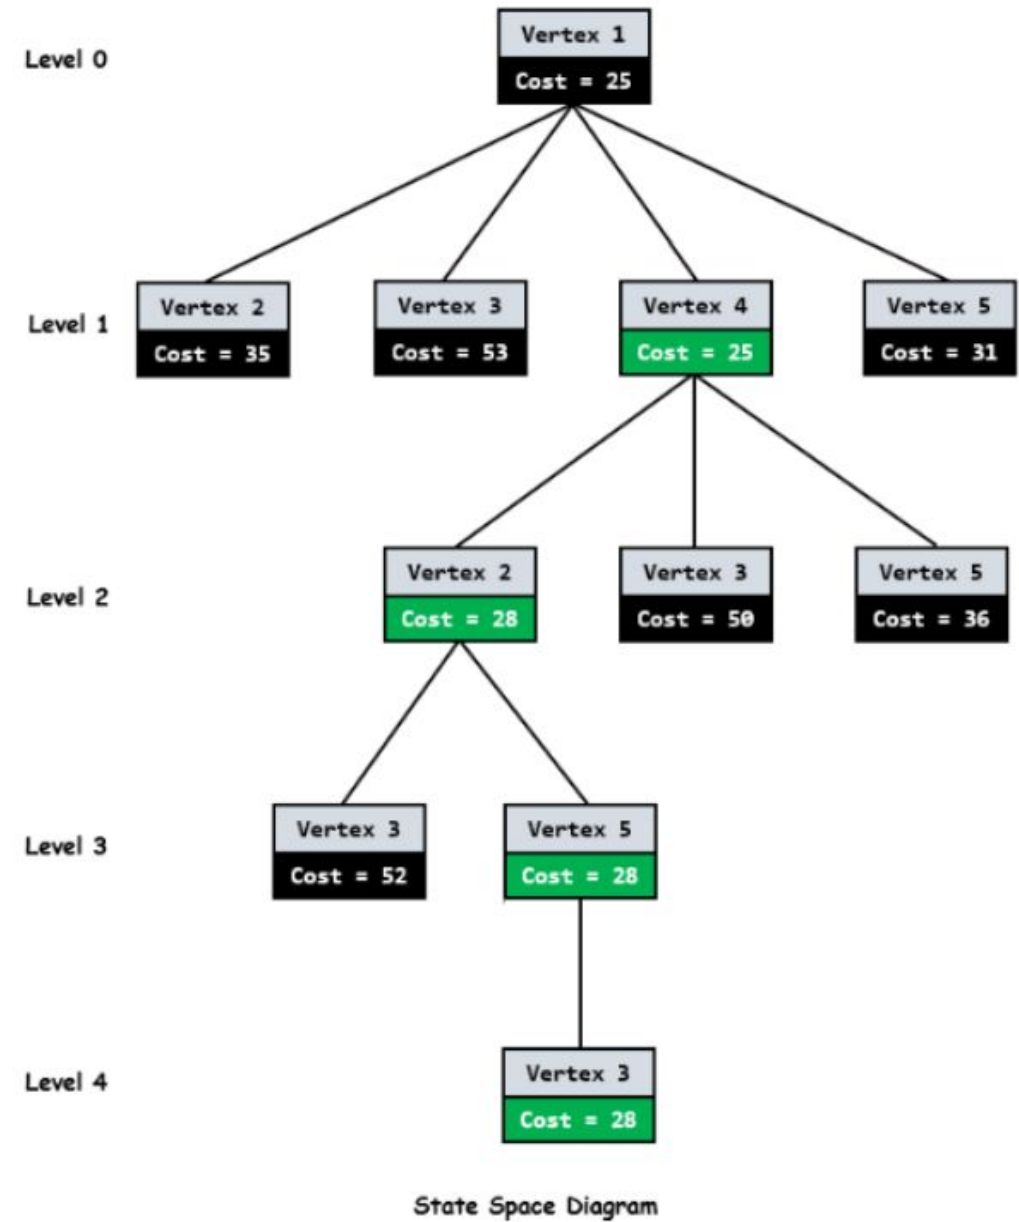 Level 0
Vertex 1
Cost = 25
Level 1
Vertex 2
Cost = 35
Vertex 3
Cost = 53
Vertex 4
Cost = 25
Vertex 5
Cost = 31
Level 2
Vertex 2
Cost = 28
Vertex 3
Cost = 50
Vertex 5
Cost = 36
Level 3
Vertex 3
Cost = 52
Vertex 5
Cost = 28
Level 4
Vertex 3
Cost = 28
State Space Diagram